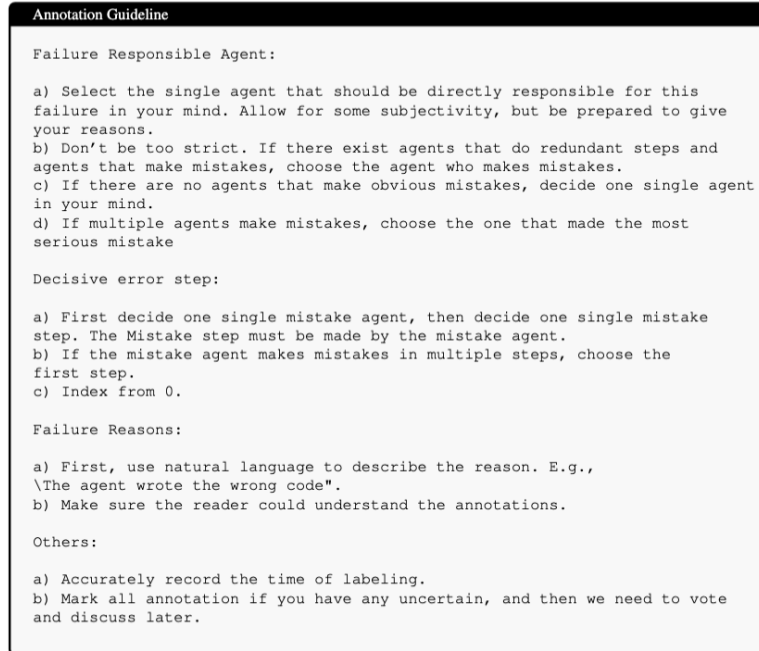 Annotation Guideline
Failure Responsible Agent:
a) Select the single agent that should be directly responsible for this
failure in your mind. Allow for some subjectivity, but be prepared to give
your reasons.
b) Don’t be too strict. If there exist agents that do redundant steps and
agents that make mistakes, choose the agent who makes mistakes.
c) If there are no agents that make obvious mistakes, decide one single agent
in your mind.
d) If multiple agents make mistakes, choose the one that made the most
serious mistake
Decisive error step:
a) First decide one single mistake agent, then decide one single mistake
step. The Mistake step must be made by the mistake agent.
b) If the mistake agent makes mistakes in multiple steps, choose the
first step.
c) Index from 0.
Failure Reasons:
a) First, use natural language to describe the reason. E.g.,
\The agent wrote the wrong code".
b) Make sure the reader could understand the annotations.
Others:
a) Accurately record the time of labeling.
b) Mark all annotation if you have any uncertain, and then we need to vote
and discuss later.